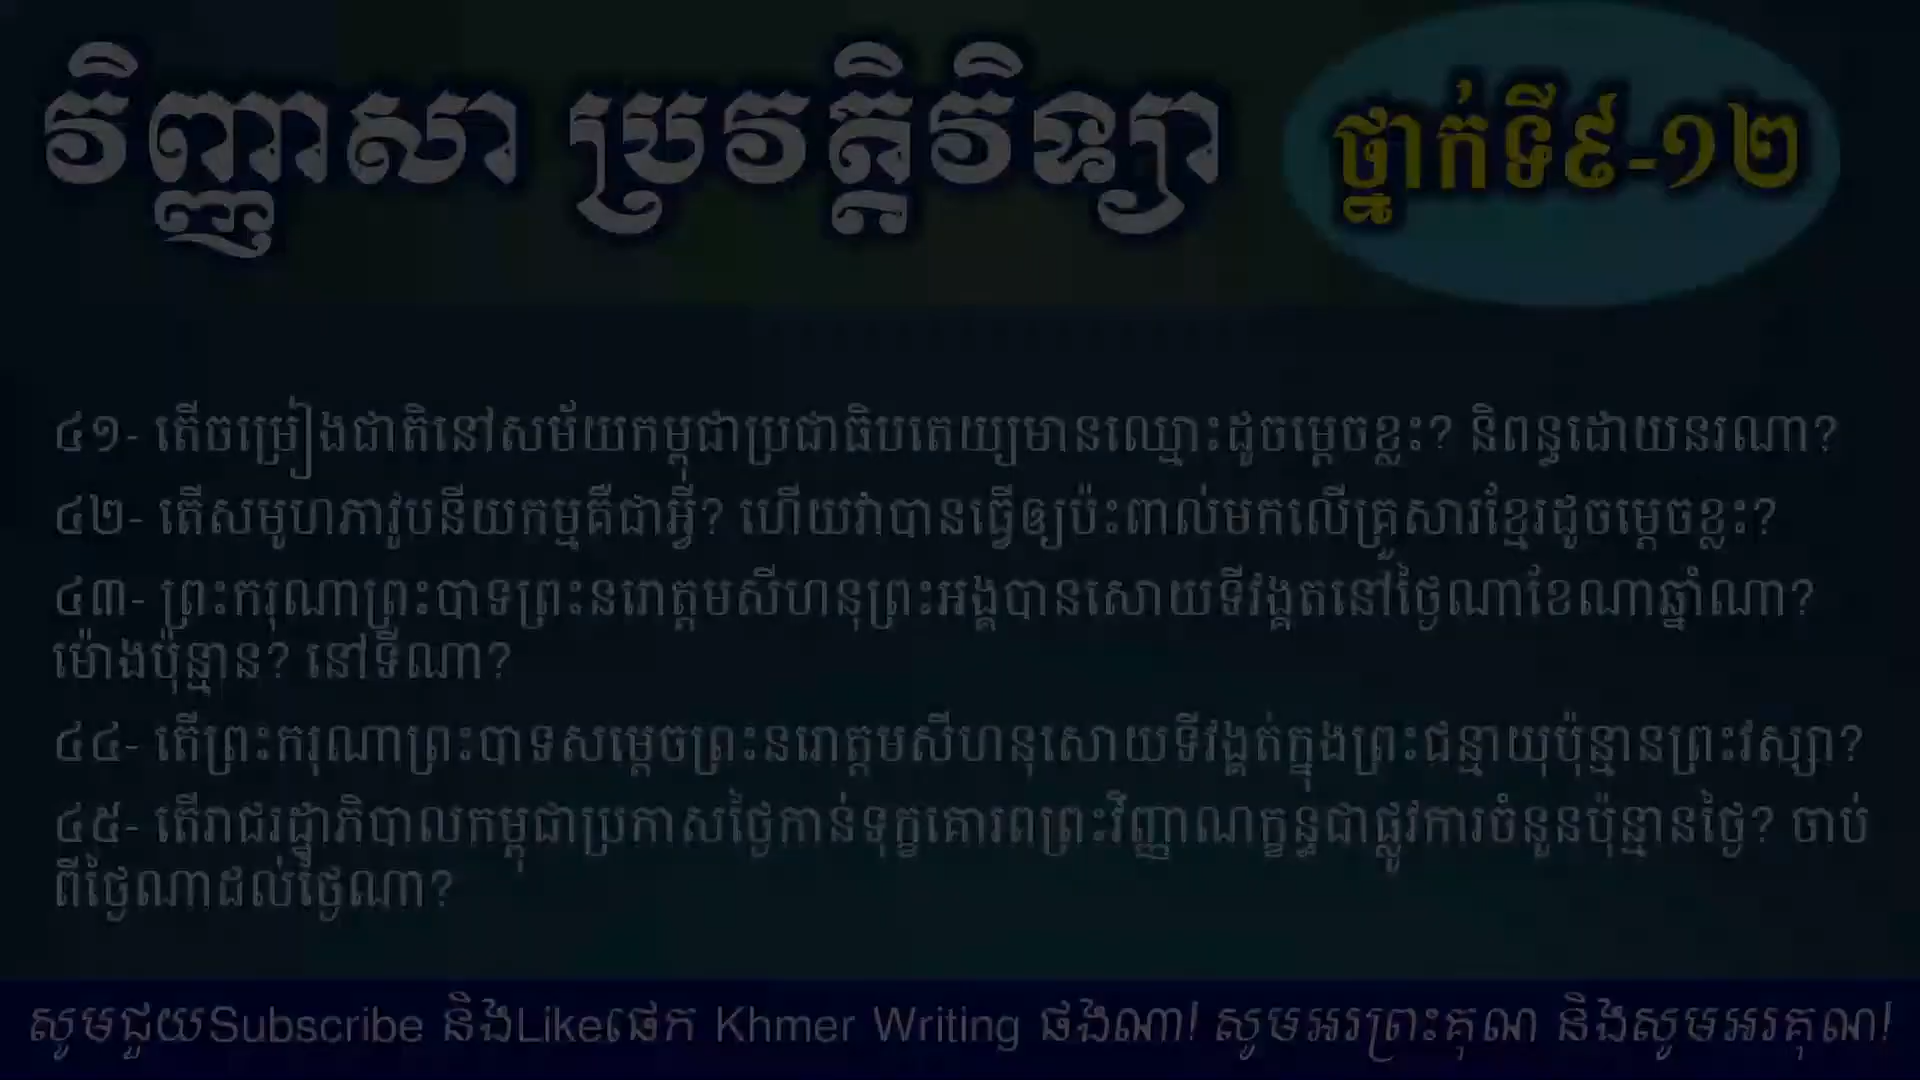 វិញ្ញាសា ប្រវត្តិវិទ្យា ថ្នាក់ទី៩-១២
៤១- តើចម្រៀងជាតិនៅសម័យកម្ពុជាប្រជាធិបតេយ្យមានឈ្មោះដូចម្ដេចខ្លះ? និពន្ធដោយនរណា?
៤២- តើសមូហភាវូបនីយកម្មគឺជាអ្វី? ហើយវាបានធ្វើឲ្យប៉ះពាល់មកលើគ្រួសារខ្មែរដូចម្ដេចខ្លះ?
៤៣- ព្រះករុណាព្រះបាទព្រះនរោត្តមសីហនុព្រះអង្គបានសោយទីវង្គតនៅថ្ងៃណាខែណាឆ្នាំណា?
ម៉ោងប៉ុន្មាន? នៅទីណា?
៤៤- តើព្រះករុណាព្រះបាទសម្ដេចព្រះនរោត្តមសីហនុសោយទីវង្គត់ក្នុងព្រះជន្មាយុប៉ុន្មានព្រះវស្សា?
៤៥- តើរាជរដ្ឋាភិបាលកម្ពុជាប្រកាសថ្ងៃកាន់ទុក្ខគោរពព្រះវិញ្ញាណក្ខន្ធជាផ្លូវការចំនួនប៉ុន្មានថ្ងៃ? ចាប់
ពីថ្ងៃណាដល់ថ្ងៃណា?
សូមជួយSubscribe និងLikeផេក Khmer Writing ផងណា! សូមអរព្រះគុណ និងសូមអរគុណ!